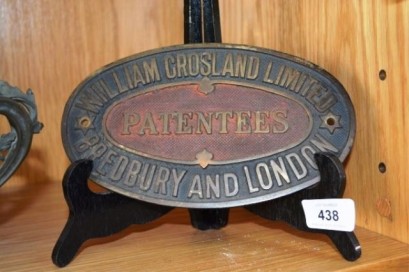 WILLIAM CROSLAND LIMITED
PATENTEES
BREDBURY AND LONDON
438